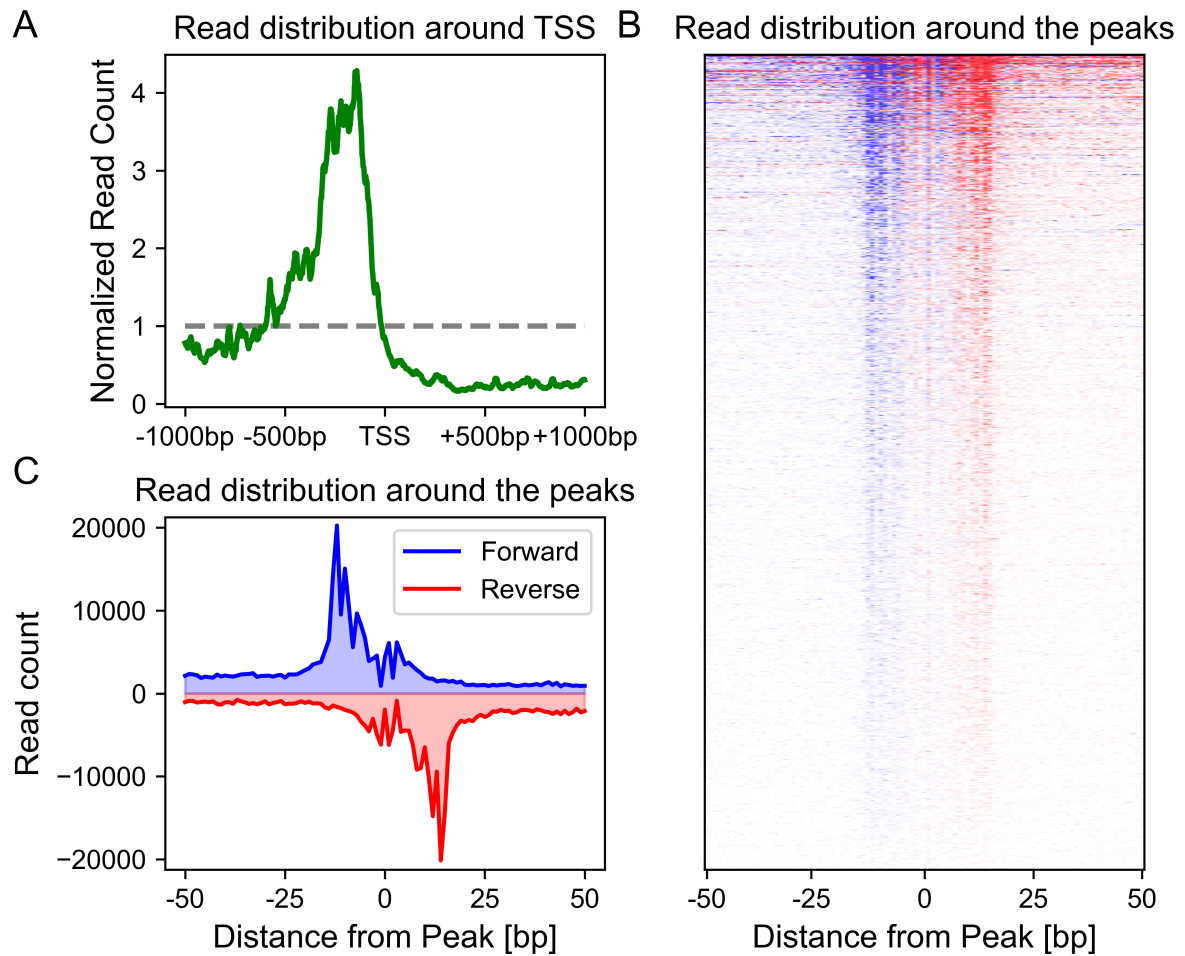 A
Read distribution around TSS
Normalized Read Count
4
3
2
1
0
-1000bp
-500bp
TSS
+500bp
+1000bp
B
Read distribution around the peaks
-50
-25
0
25
50
Distance from Peak [bp]
C
Read distribution around the peaks
Read count
20000
10000
0
−10000
−20000
Forward
Reverse
-50
-25
0
25
50
Distance from Peak [bp]